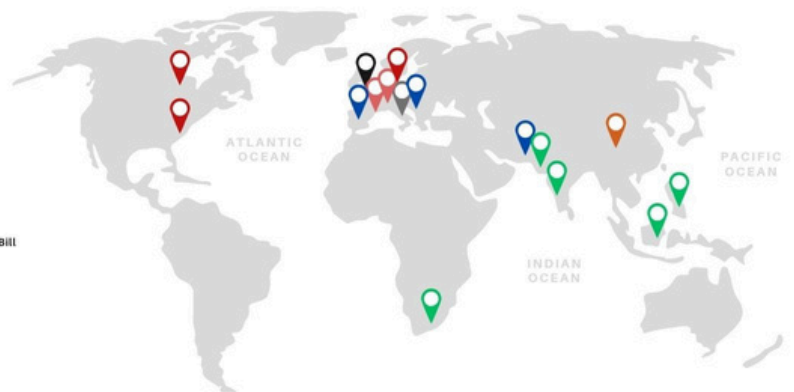 ATLANTIC
OCEAN
PACIFIC
OCEAN
Bill
INDIAN
OCEAN